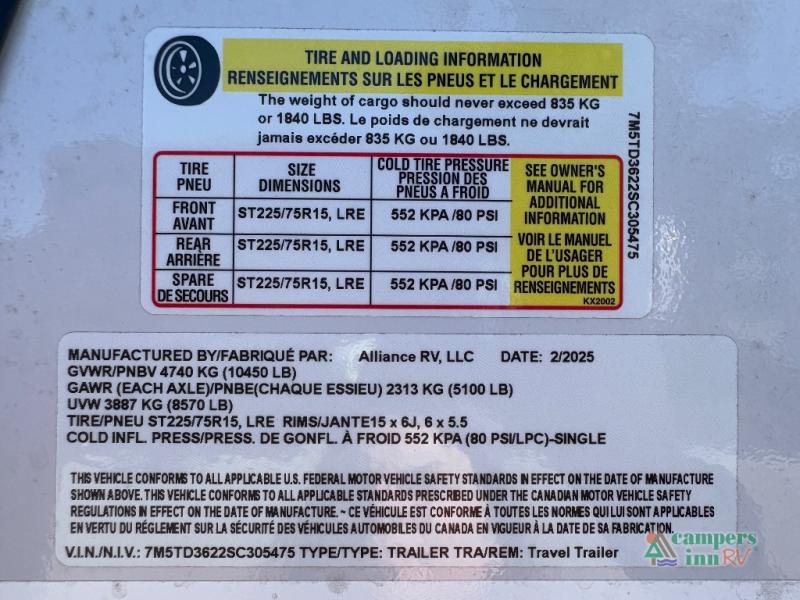 TIRE AND LOADING INFORMATION
RENSEIGNEMENTS SUR LES PNEUS ET LE CHARGEMENT
The weight of cargo should never exceed 835 KG
or 1840 LBS. Le poids de chargement ne devrait
jamais excéder 835 KG ou 1840 LBS.
TIRE
PNEU
SIZE
DIMENSIONS
COLD TIRE PRESSURE
PRESSION DES
PNEUS A FROID
FRONT
AVANT
ST225/75R15, LRE
552 KPA /80 PSI
REAR
ARRIÈRE
ST225/75R15, LRE
552 KPA /80 PSI
SPARE
DE SECOURS
ST225/75R15, LRE
552 KPA /80 PSI
SEE OWNER'S
MANUAL FOR
ADDITIONAL
INFORMATION
VOIR LE MANUEL
DE L'USAGER
POUR PLUS DE
RENSEIGNEMENTS
KX2002
7M5TD3622SC305475
MANUFACTURED BY/FABRIQUÉ PAR: Alliance RV, LLC DATE: 2/2025
GVWR/PNBV 4740 KG (10450 LB)
GAWR (EACH AXLE)/PNBE(CHAQUE ESSIEU) 2313 KG (5100 LB)
UVW 3887 KG (8570 LB)
TIRE/PNEU ST225/75R15, LRE RIMS/JANTE15 x 6J, 6 x 5.5
COLD INFL. PRESS/PRESS. DE GONFL. À FROID 552 KPA (80 PSI/LPC)-SINGLE
THIS VEHICLE CONFORMS TO ALL APPLICABLE U.S. FEDERAL MOTOR VEHICLE SAFETY STANDARDS IN EFFECT ON THE DATE OF MANUFACTURE
SHOWN ABOVE. THIS VEHICLE CONFORMS TO ALL APPLICABLE STANDARDS PRESCRIBED UNDER THE CANADIAN MOTOR VEHICLE SAFETY
REGULATIONS IN EFFECT ON THE DATE OF MANUFACTURE. ~ CE VÉHICULE EST CONFORME À TOUTES LES NORMES QUI LUI SONT APPLICABLES
EN VERTU DU RÉGLEMENT SUR LA SÉCURITÉ DES VÉHICULES AUTOMOBILES DU CANADA EN VIGUEUR À LA DATE DE SA FABRICATION.
V.I.N./N.I.V.: 7M5TD3622SC305475 TYPE/TYPE: TRAILER TRA/REM: Travel Trailer
campers
inn RV